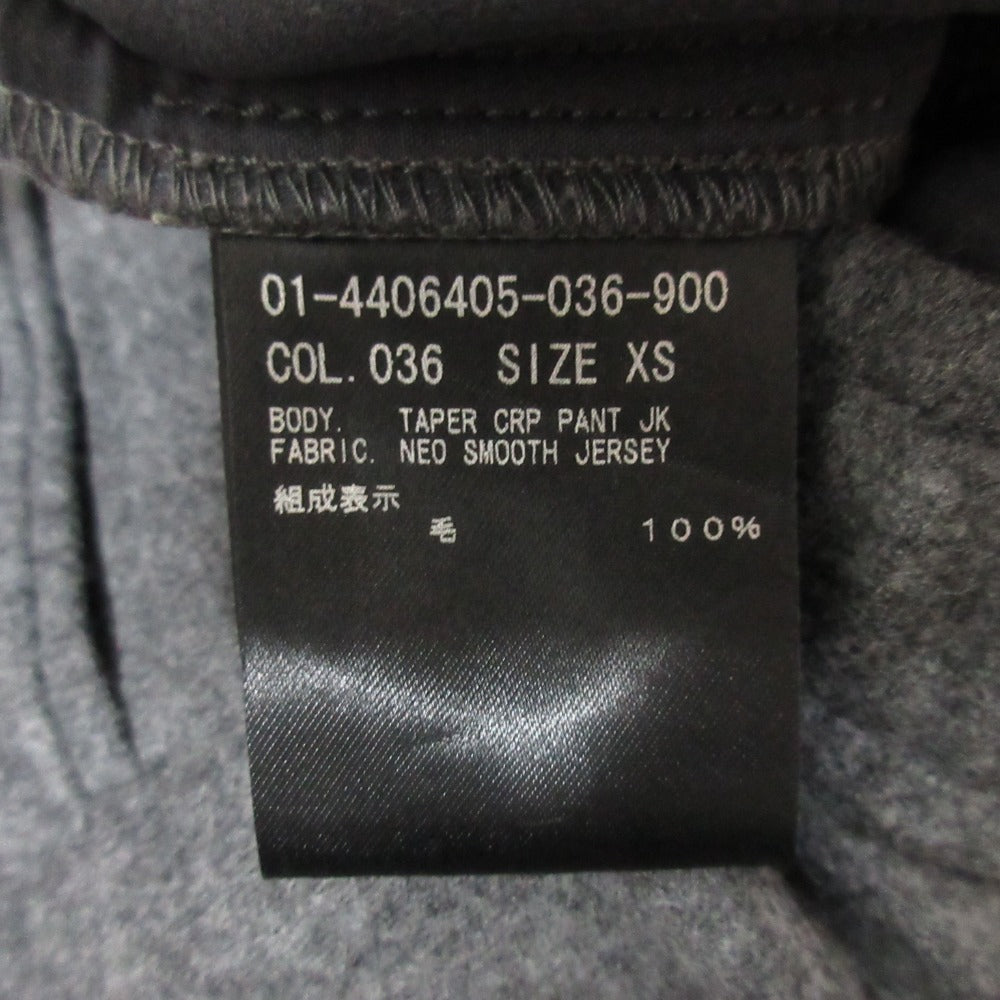 01-4406405-036-900
COL. 036 SIZE XS
BODY. TAPER CRP PANT JK
FABRIC. NEO SMOOTH JERSEY
組成表示
毛 100%